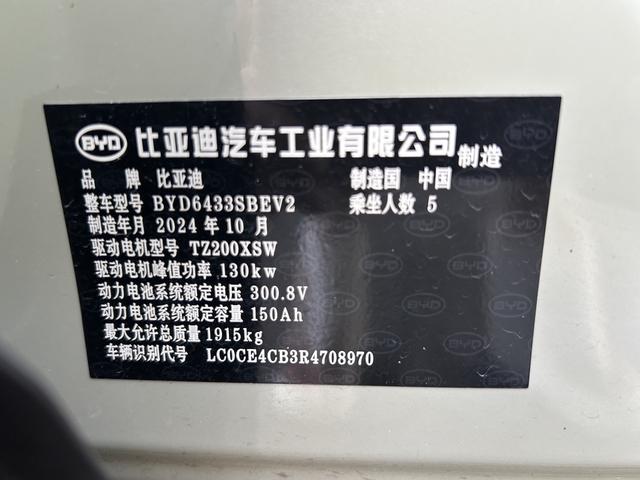 BYD 比亚迪汽车工业有限公司 制造
品 牌 比亚迪 制造国 中国
整车型号 BYD6433SBEV2 乘坐人数 5
制造年月 2024 年 10 月
驱动电机型号 TZ200XSW
驱动电机峰值功率 130kw
动力电池系统额定电压 300.8V
动力电池系统额定容量 150Ah
最大允许总质量 1915kg
车辆识别代号 LC0CE4CB3R4708970